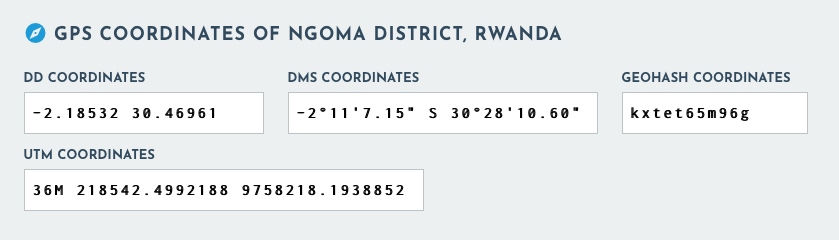 GPS COORDINATES OF NGOMA DISTRICT, RWANDA
DD COORDINATES
DMS COORDINATES
GEOHASH COORDINATES
-2.18532 30.46961
-2°11'7.15" S 30°28'10.60"
kxtet65m96g
UTM COORDINATES
36M 218542.4992188 9758218.1938852